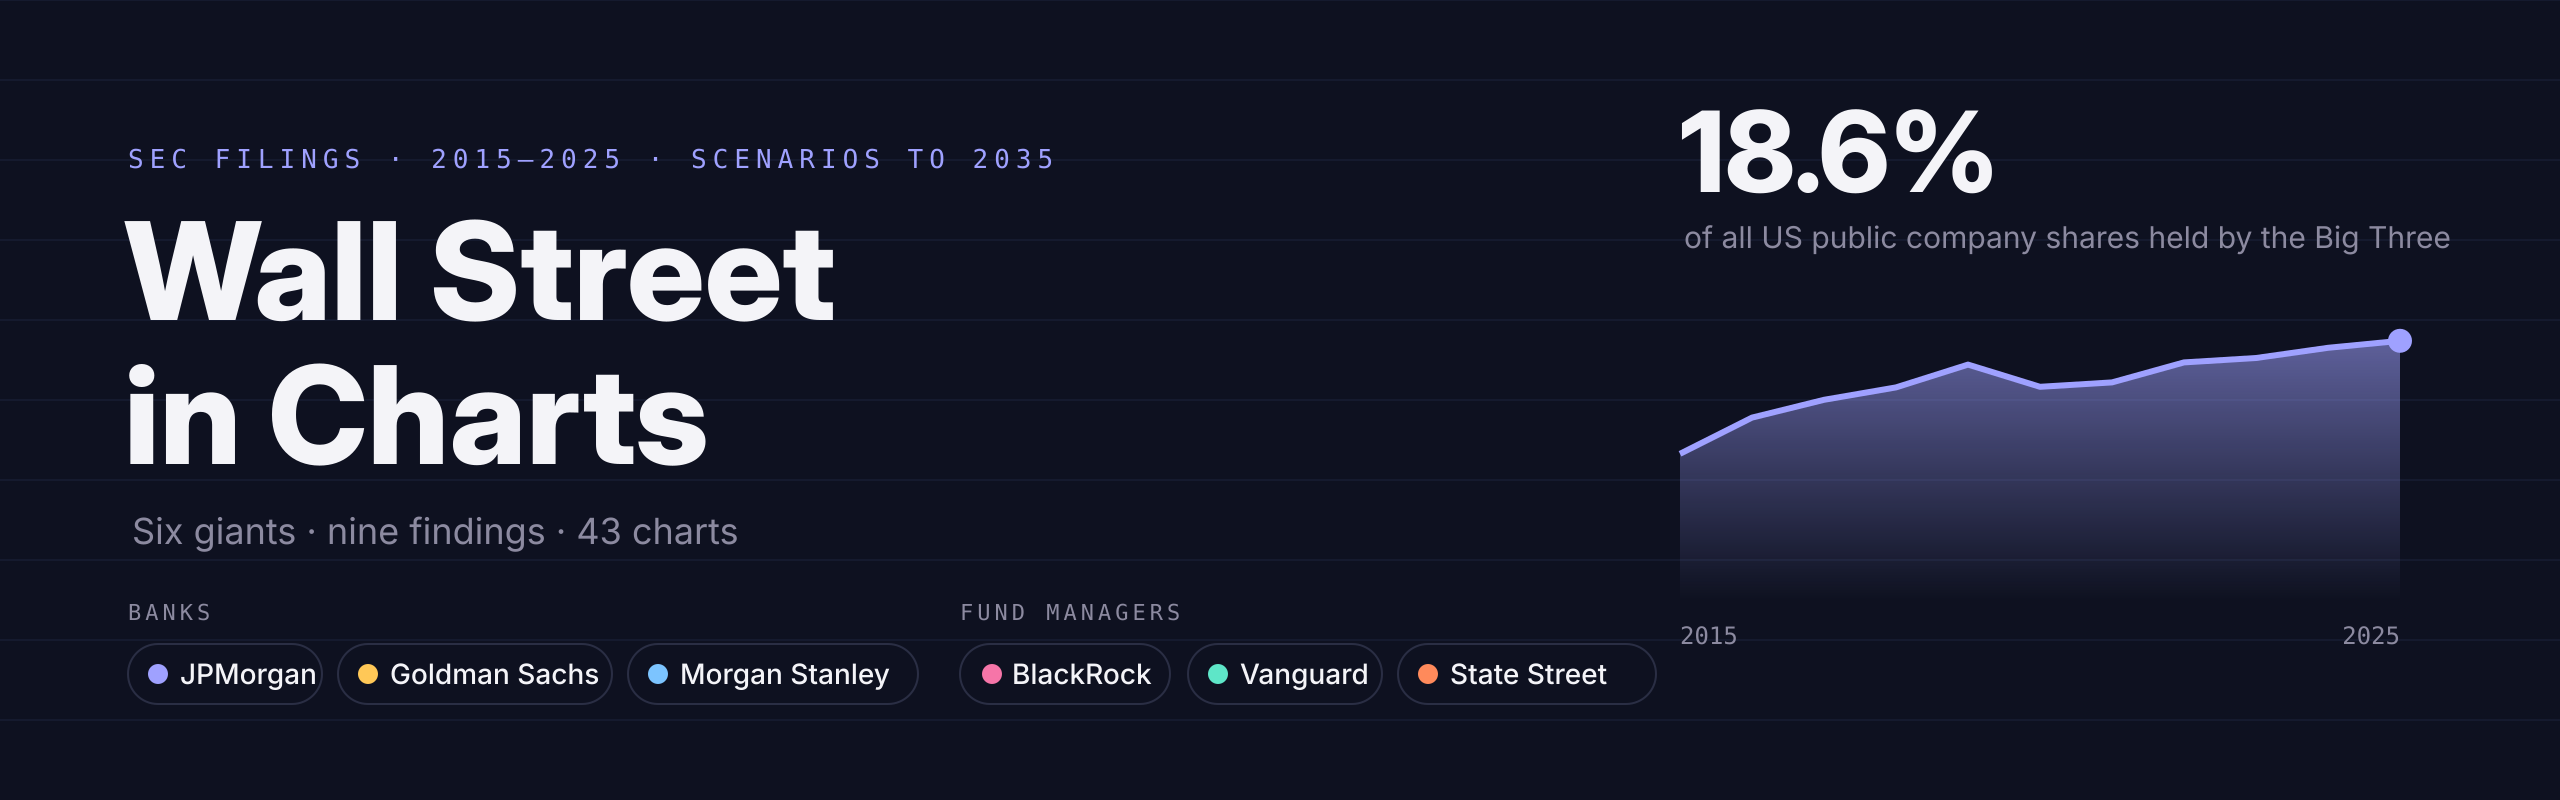 SEC FILINGS · 2015–2025 · SCENARIOS TO 2035
Wall Street
in Charts
Six giants · nine findings · 43 charts
BANKS
JPMorgan
Goldman Sachs
Morgan Stanley
FUND MANAGERS
BlackRock
Vanguard
State Street
18.6%
of all US public company shares held by the Big Three
2015
2025